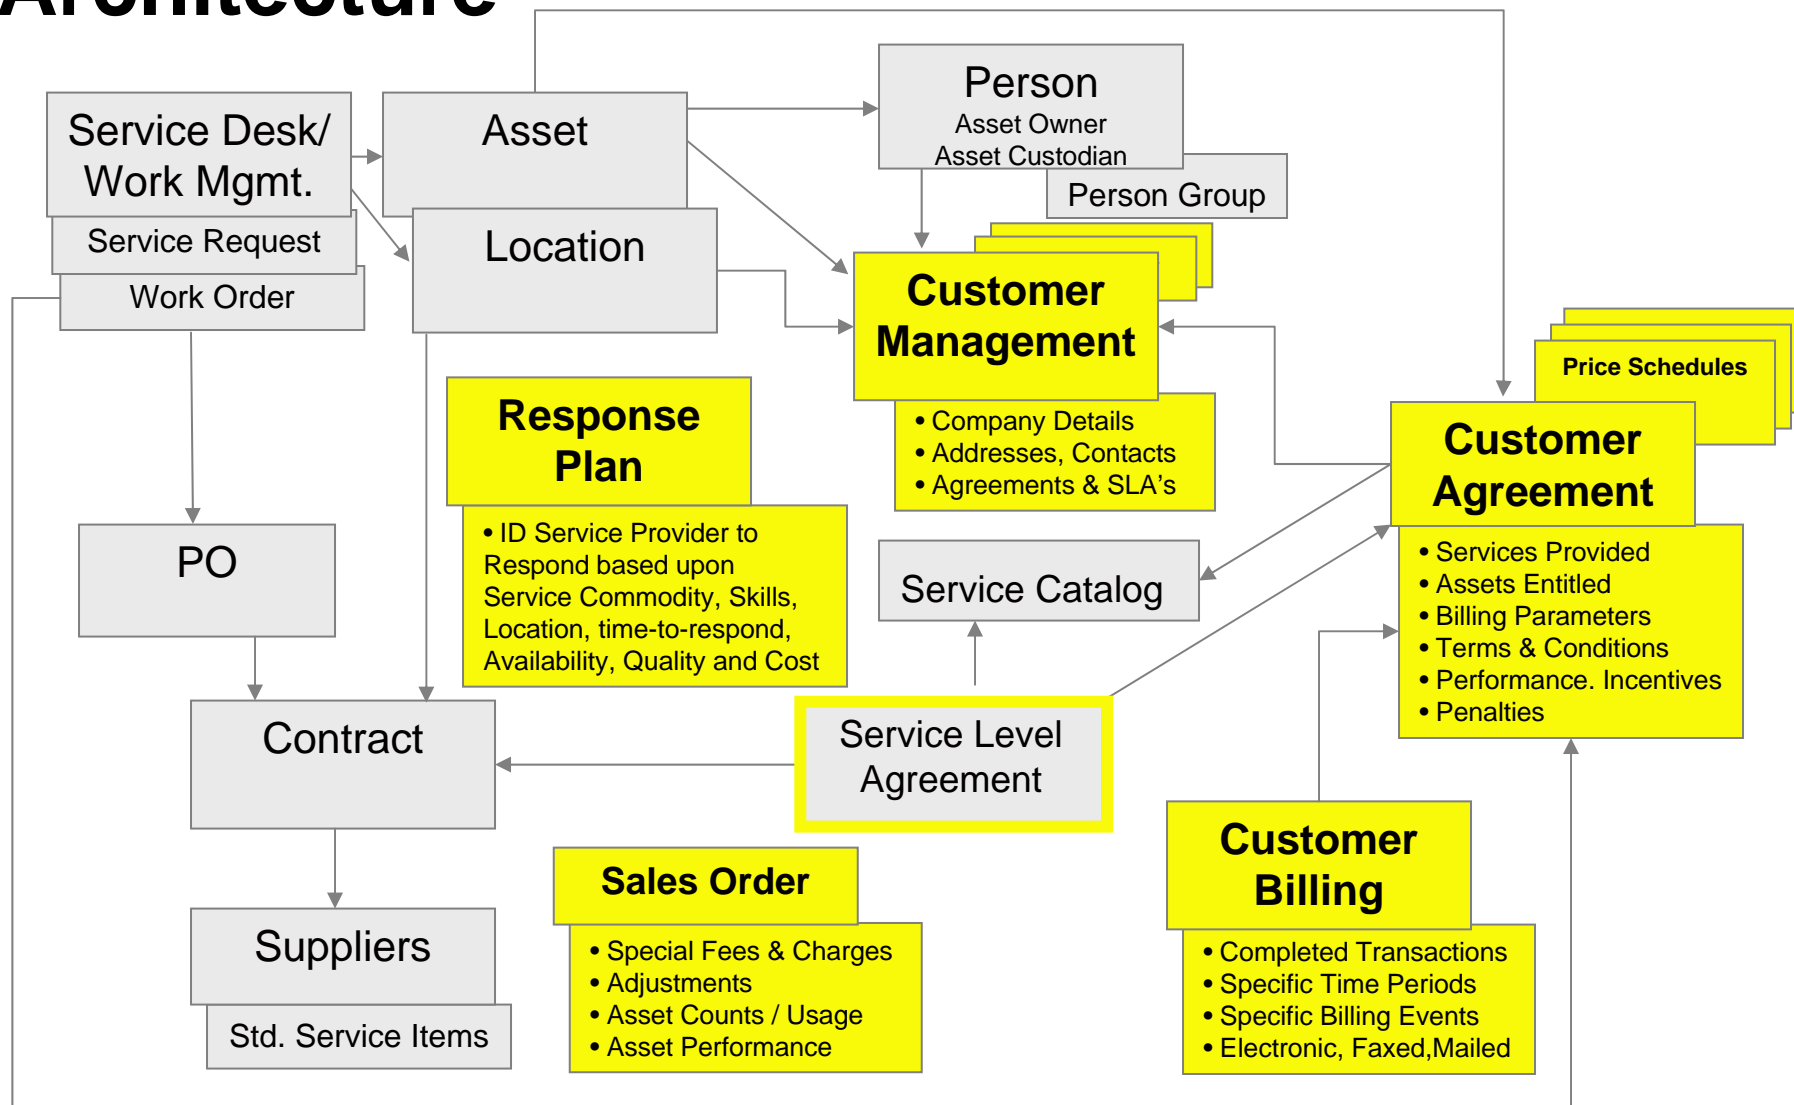 Architecture
Service Desk/
Work Mgmt.
Service Request
Work Order
Asset
Location
Person
Asset Owner
Asset Custodian
Person Group
Customer
Management
• Company Details
• Addresses, Contacts
• Agreements & SLA's
Price Schedules
Customer
Agreement
• Services Provided
• Assets Entitled
• Billing Parameters
• Terms & Conditions
• Performance. Incentives
• Penalties
Response
Plan
• ID Service Provider to
Respond based upon
Service Commodity, Skills,
Location, time-to-respond,
Availability, Quality and Cost
PO
Service Catalog
Contract
Service Level
Agreement
Suppliers
Std. Service Items
Sales Order
• Special Fees & Charges
• Adjustments
• Asset Counts / Usage
• Asset Performance
Customer
Billing
• Completed Transactions
• Specific Time Periods
• Specific Billing Events
• Electronic, Faxed,Mailed